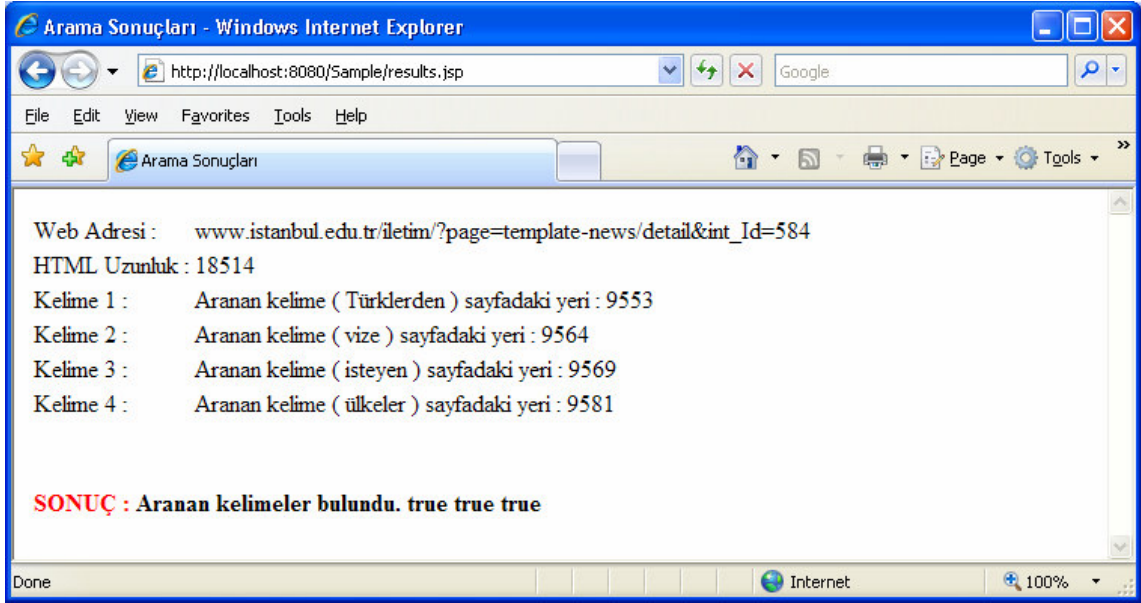 Arama Sonuçları - Windows Internet Explorer
http://localhost:8080/Sample/results.jsp Google
File Edit View Favorites Tools Help
Arama Sonuçları Page Tools »
Web Adresi : www.istanbul.edu.tr/iletim/?page=template-news/detail&int_Id=584
HTML Uzunluk : 18514
Kelime 1 : Aranan kelime ( Türklerden ) sayfadaki yeri : 9553
Kelime 2 : Aranan kelime ( vize ) sayfadaki yeri : 9564
Kelime 3 : Aranan kelime ( isteyen ) sayfadaki yeri : 9569
Kelime 4 : Aranan kelime ( ülkeler ) sayfadaki yeri : 9581
SONUÇ : Aranan kelimeler bulundu. true true true
Done Internet 100%